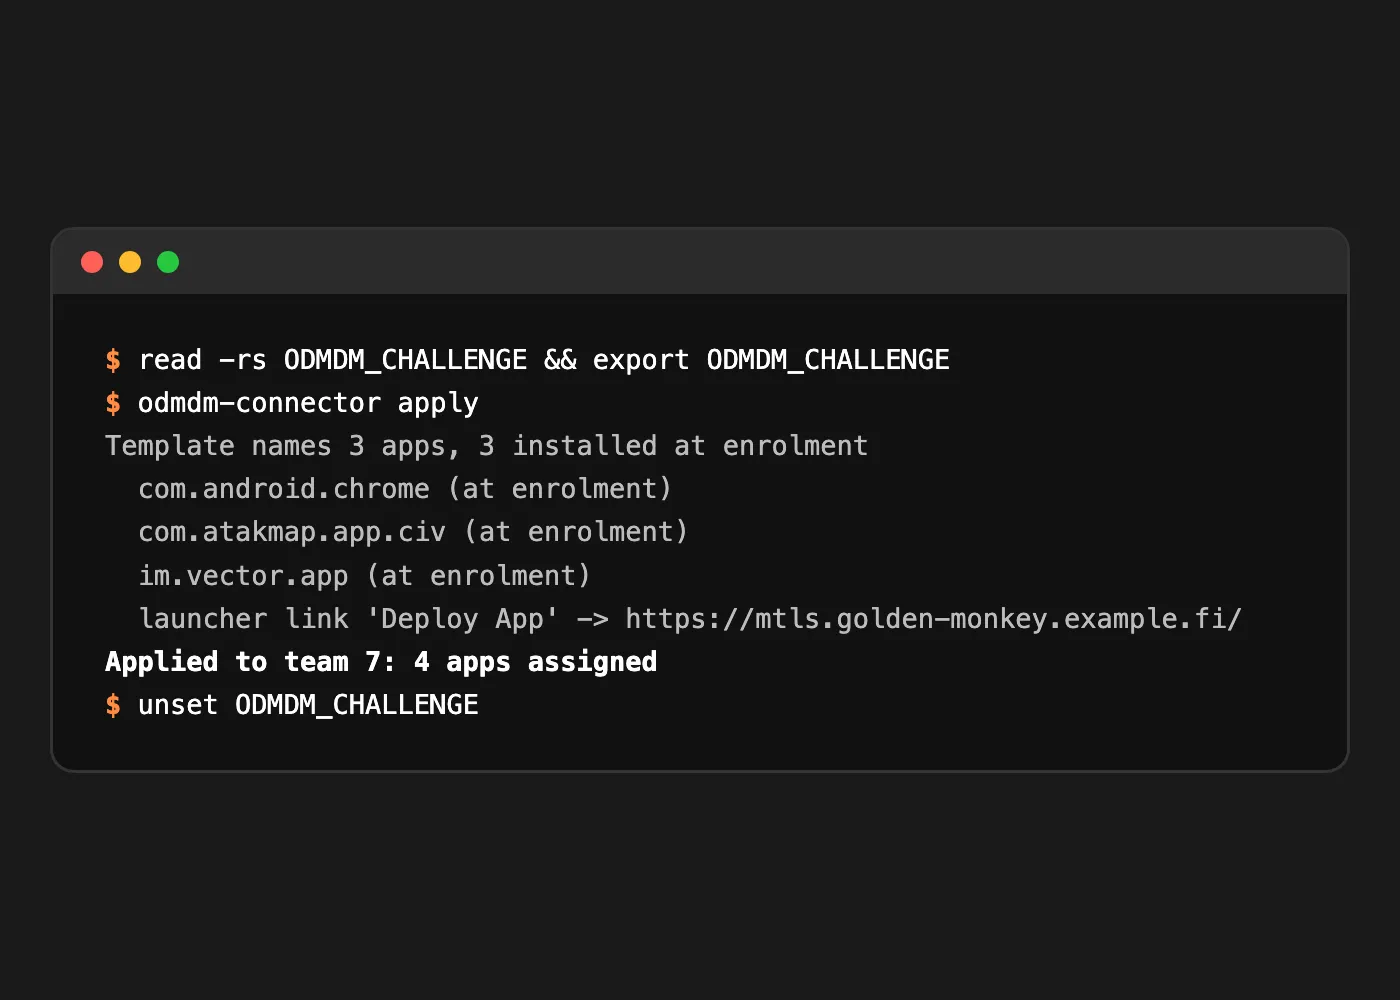 $ read -rs ODMDM_CHALLENGE && export ODMDM_CHALLENGE
$ odmdm-connector apply
Template names 3 apps, 3 installed at enrolment
com.android.chrome (at enrolment)
com.atakmap.app.civ (at enrolment)
im.vector.app (at enrolment)
launcher link 'Deploy App' -> https://mtls.golden-monkey.example.fi/
Applied to team 7: 4 apps assigned
$ unset ODMDM_CHALLENGE